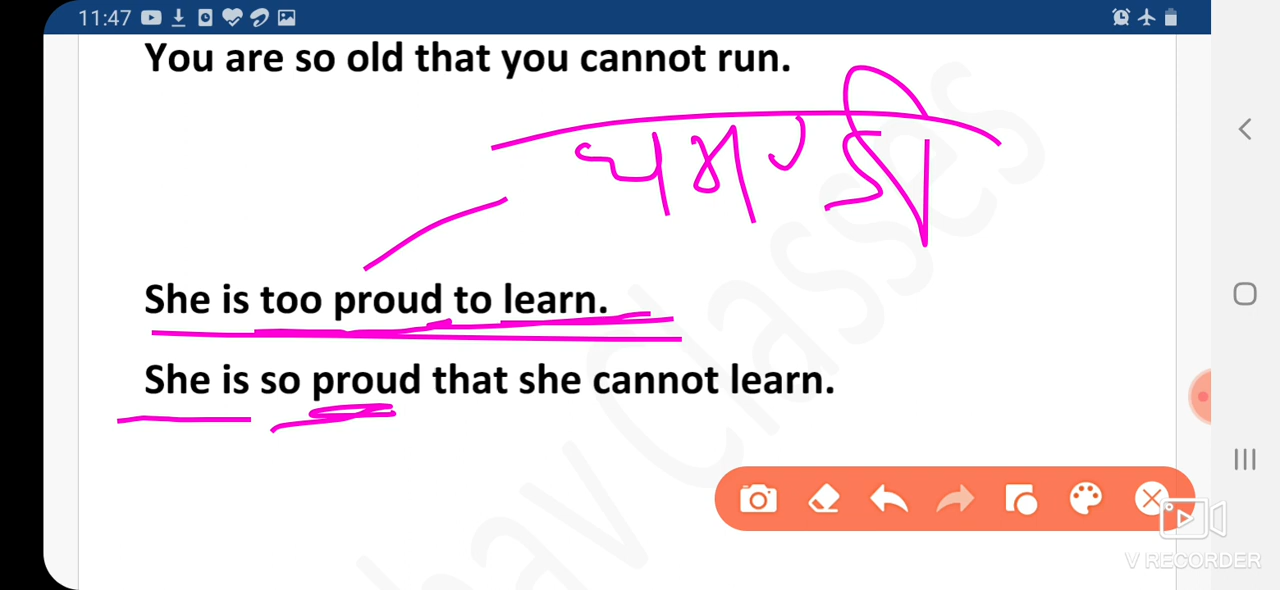 11:47
You are so old that you cannot run.
घमण्डी
She is too proud to learn.
She is so proud that she cannot learn.
V RECORDER